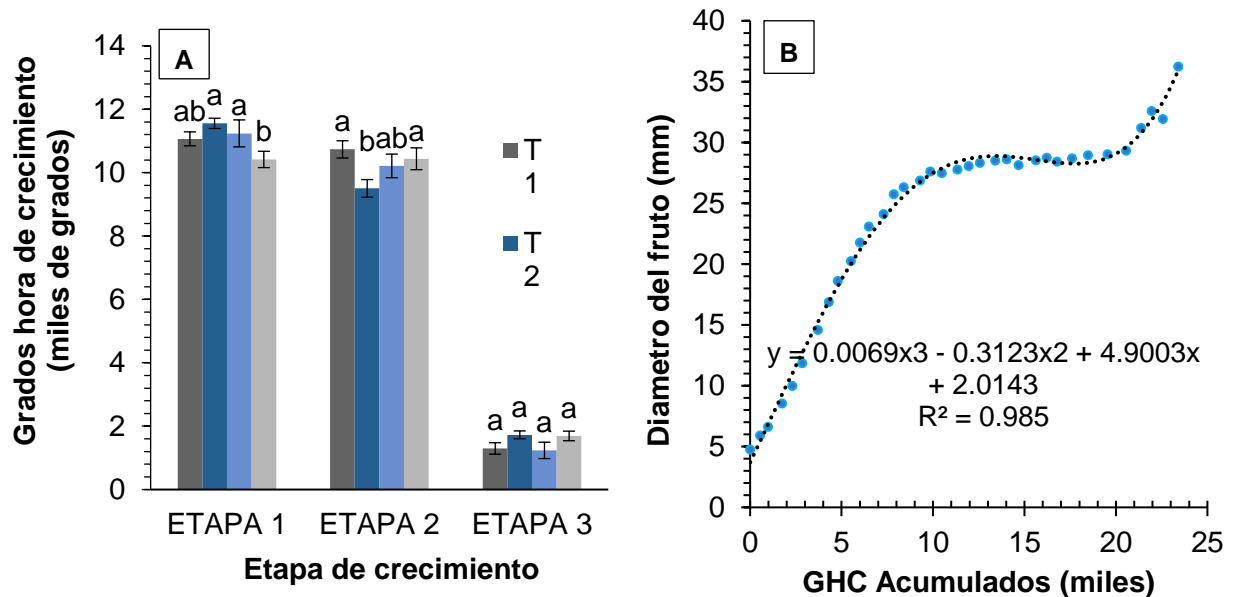 A
Grados hora de crecimiento
(miles de grados)
14
12
10
8
6
4
2
0
ab
a
a
b
a
b
ab
a
a
a
a
a
T
1
T
2
ETAPA 1
ETAPA 2
ETAPA 3
Etapa de crecimiento
B
Diametro del fruto (mm)
40
35
30
25
20
15
10
5
0
y = 0.0069x3 - 0.3123x2 + 4.9003x
+ 2.0143
R² = 0.985
0
5
10
15
20
25
GHC Acumulados (miles)